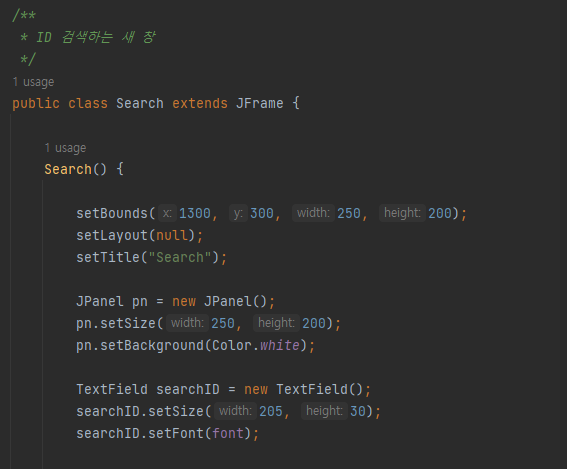 /**
* ID 검색하는 새 창
*/
1 usage
public class Search extends JFrame {
1 usage
Search() {
setBounds( x: 1300, y: 300, width: 250, height: 200);
setLayout(null);
setTitle("Search");
JPanel pn = new JPanel();
pn.setSize( width: 250, height: 200);
pn.setBackground(Color.white);
TextField searchID = new TextField();
searchID.setSize( width: 205, height: 30);
searchID.setFont(font);